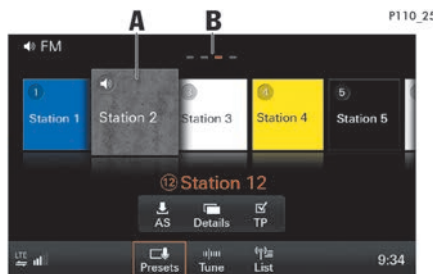 A
B
P110_25
FM
1
3
4
5
Station 1
Station 2
Station 3
Station 4
Station 5
12 Station 12
AS
Details
TP
LTE
Presets
Tune
List
9:34